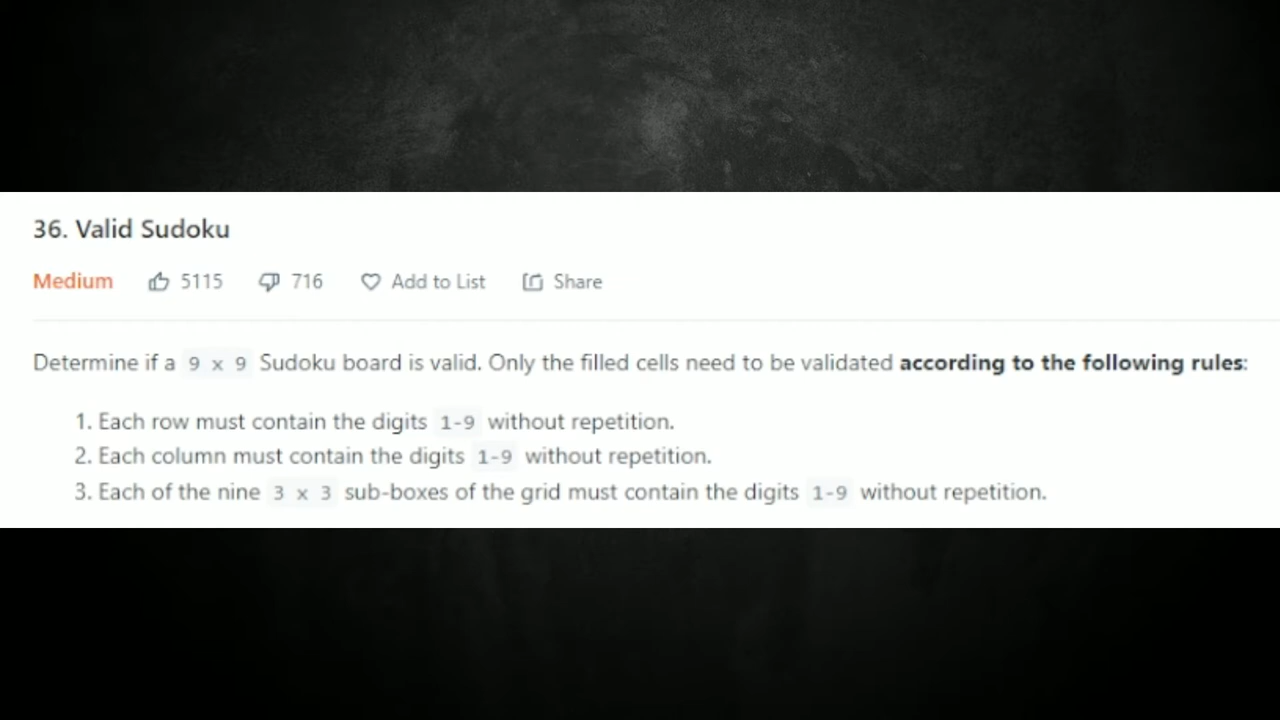 36. Valid Sudoku
Medium 5115 716 Add to List Share
Determine if a 9 x 9 Sudoku board is valid. Only the filled cells need to be validated according to the following rules:
1. Each row must contain the digits 1-9 without repetition.
2. Each column must contain the digits 1-9 without repetition.
3. Each of the nine 3 x 3 sub-boxes of the grid must contain the digits 1-9 without repetition.